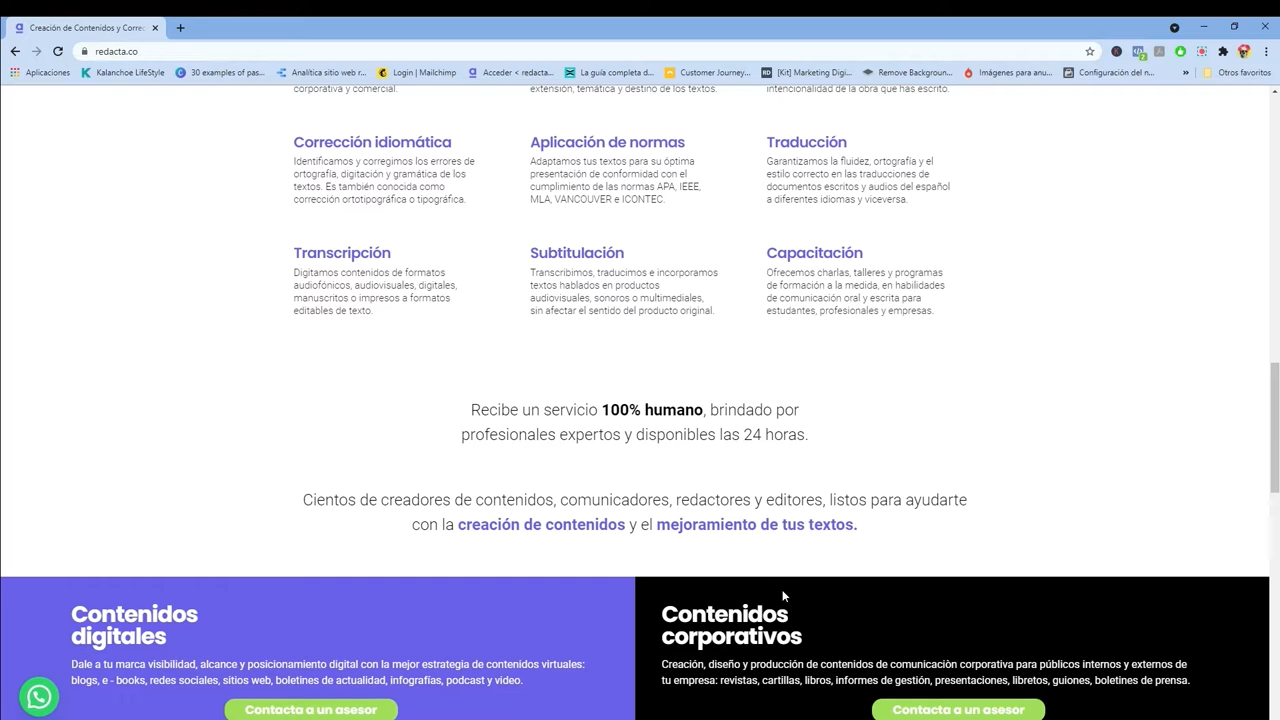 Creación de Contenidos y Correc
redacta.co
Aplicaciones
Kalanchoe LifeStyle
30 examples of pas...
Analítica sitio web r...
Login | Mailchimp
Acceder < redacta...
La guía completa d...
Customer Journey...
[Kit] Marketing Digi...
Remove Backgroun...
Imágenes para anu...
Configuración del n...
»
Otros favoritos
corporativa y comercial.
extensión, temática y destino de los textos.
intencionalidad de la obra que has escrito.
Corrección idiomática
Identificamos y corregimos los errores de
ortografía, digitación y gramática de los
textos. Es también conocida como
corrección ortotipográfica o tipográfica.
Aplicación de normas
Adaptamos tus textos para su óptima
presentación de conformidad con el
cumplimiento de las normas APA, IEEE,
MLA, VANCOUVER e ICONTEC.
Traducción
Garantizamos la fluidez, ortografía y el
estilo correcto en las traducciones de
documentos escritos y audios del español
a diferentes idiomas y viceversa.
Transcripción
Digitamos contenidos de formatos
audiofónicos, audiovisuales, digitales,
manuscritos o impresos a formatos
editables de texto.
Subtitulación
Transcribimos, traducimos e incorporamos
textos hablados en productos
audiovisuales, sonoros o multimediales,
sin afectar el sentido del producto original.
Capacitación
Ofrecemos charlas, talleres y programas
de formación a la medida, en habilidades
de comunicación oral y escrita para
estudiantes, profesionales y empresas.
Recibe un servicio 100% humano, brindado por
profesionales expertos y disponibles las 24 horas.
Cientos de creadores de contenidos, comunicadores, redactores y editores, listos para ayudarte
con la creación de contenidos y el mejoramiento de tus textos.
Contenidos
digitales
Dale a tu marca visibilidad, alcance y posicionamiento digital con la mejor estrategia de contenidos virtuales:
blogs, e - books, redes sociales, sitios web, boletines de actualidad, infografías, podcast y video.
Contacta a un asesor
Contenidos
corporativos
Creación, diseño y producción de contenidos de comunicaciòn corporativa para públicos internos y externos de
tu empresa: revistas, cartillas, libros, informes de gestión, presentaciones, libretos, guiones, boletines de prensa.
Contacta a un asesor